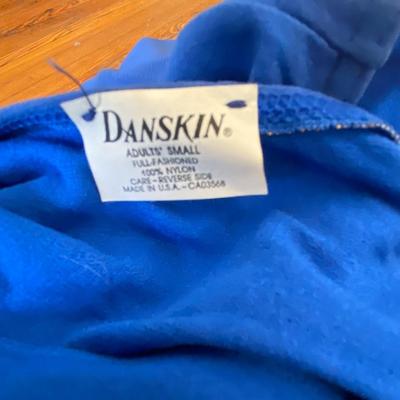 DANSKIN®
ADULTS' SMALL
FULL-FASHIONED
100% NYLON
CARE-REVERSE SIDE
MADE IN U.S.A.-CA03568